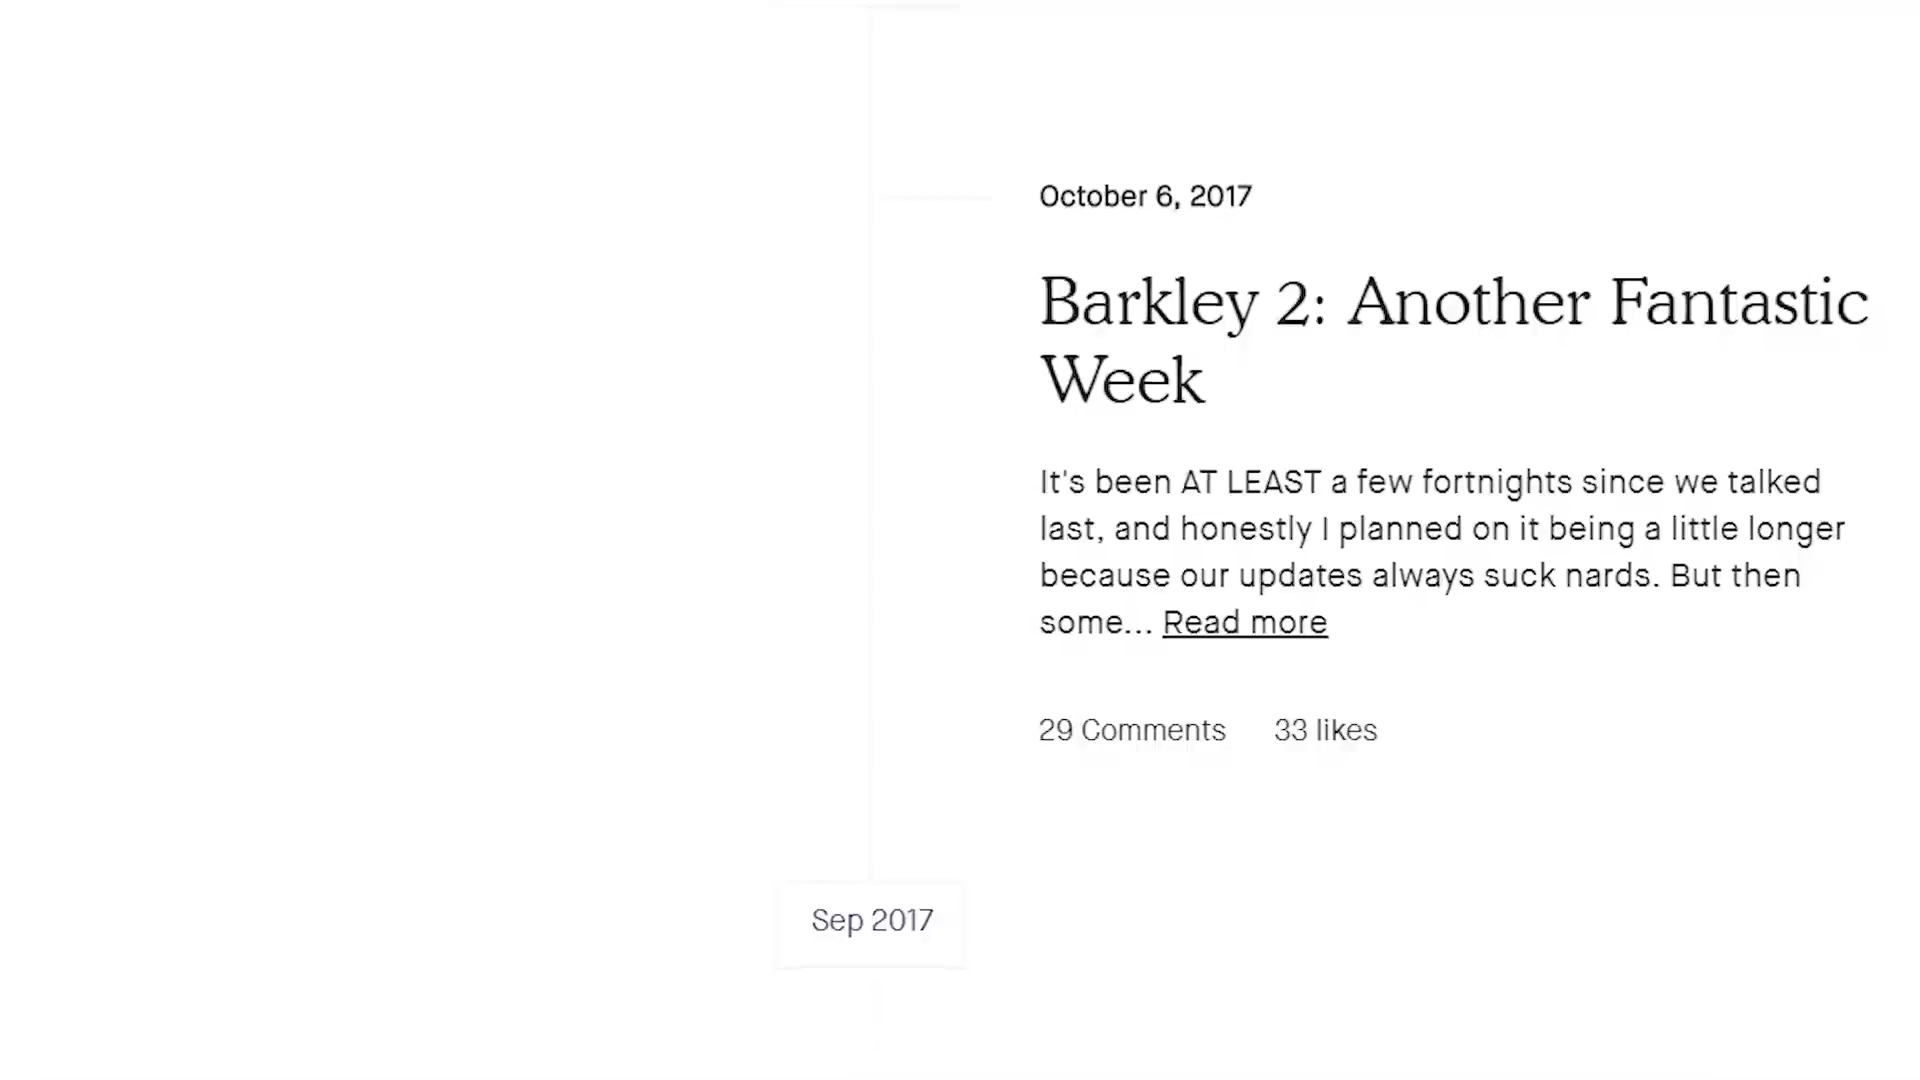 October 6, 2017
Barkley 2: Another Fantastic
Week
It's been AT LEAST a few fortnights since we talked
last, and honestly I planned on it being a little longer
because our updates always suck nards. But then
some... Read more
29 Comments 33 likes
Sep 2017